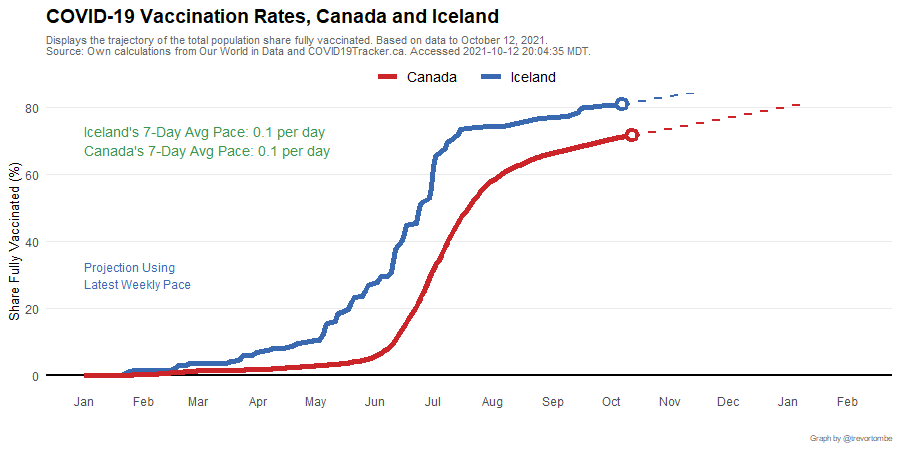 COVID-19 Vaccination Rates, Canada and Iceland
Displays the trajectory of the total population share fully vaccinated. Based on data to October 12, 2021.
Source: Own calculations from Our World in Data and COVID19Tracker.ca. Accessed 2021-10-12 20:04:35 MDT.
Canada Iceland
Share Fully Vaccinated (%)
80
60
40
20
0
Iceland's 7-Day Avg Pace: 0.1 per day
Canada's 7-Day Avg Pace: 0.1 per day
Projection Using
Latest Weekly Pace
Jan Feb Mar Apr May Jun Jul Aug Sep Oct Nov Dec Jan Feb
Graph by @trevortombe